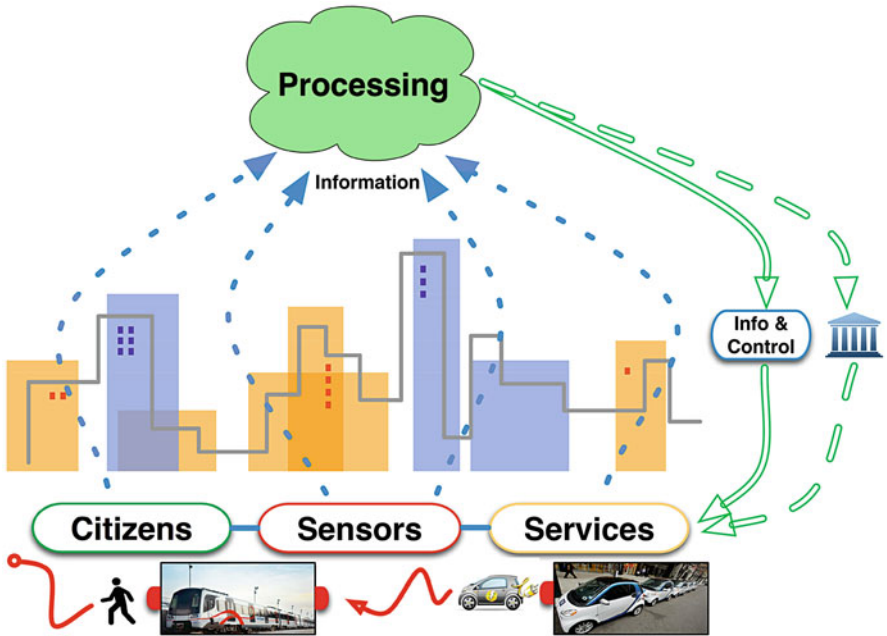 Processing
Information
Info &
Control
Citizens
Sensors
Services